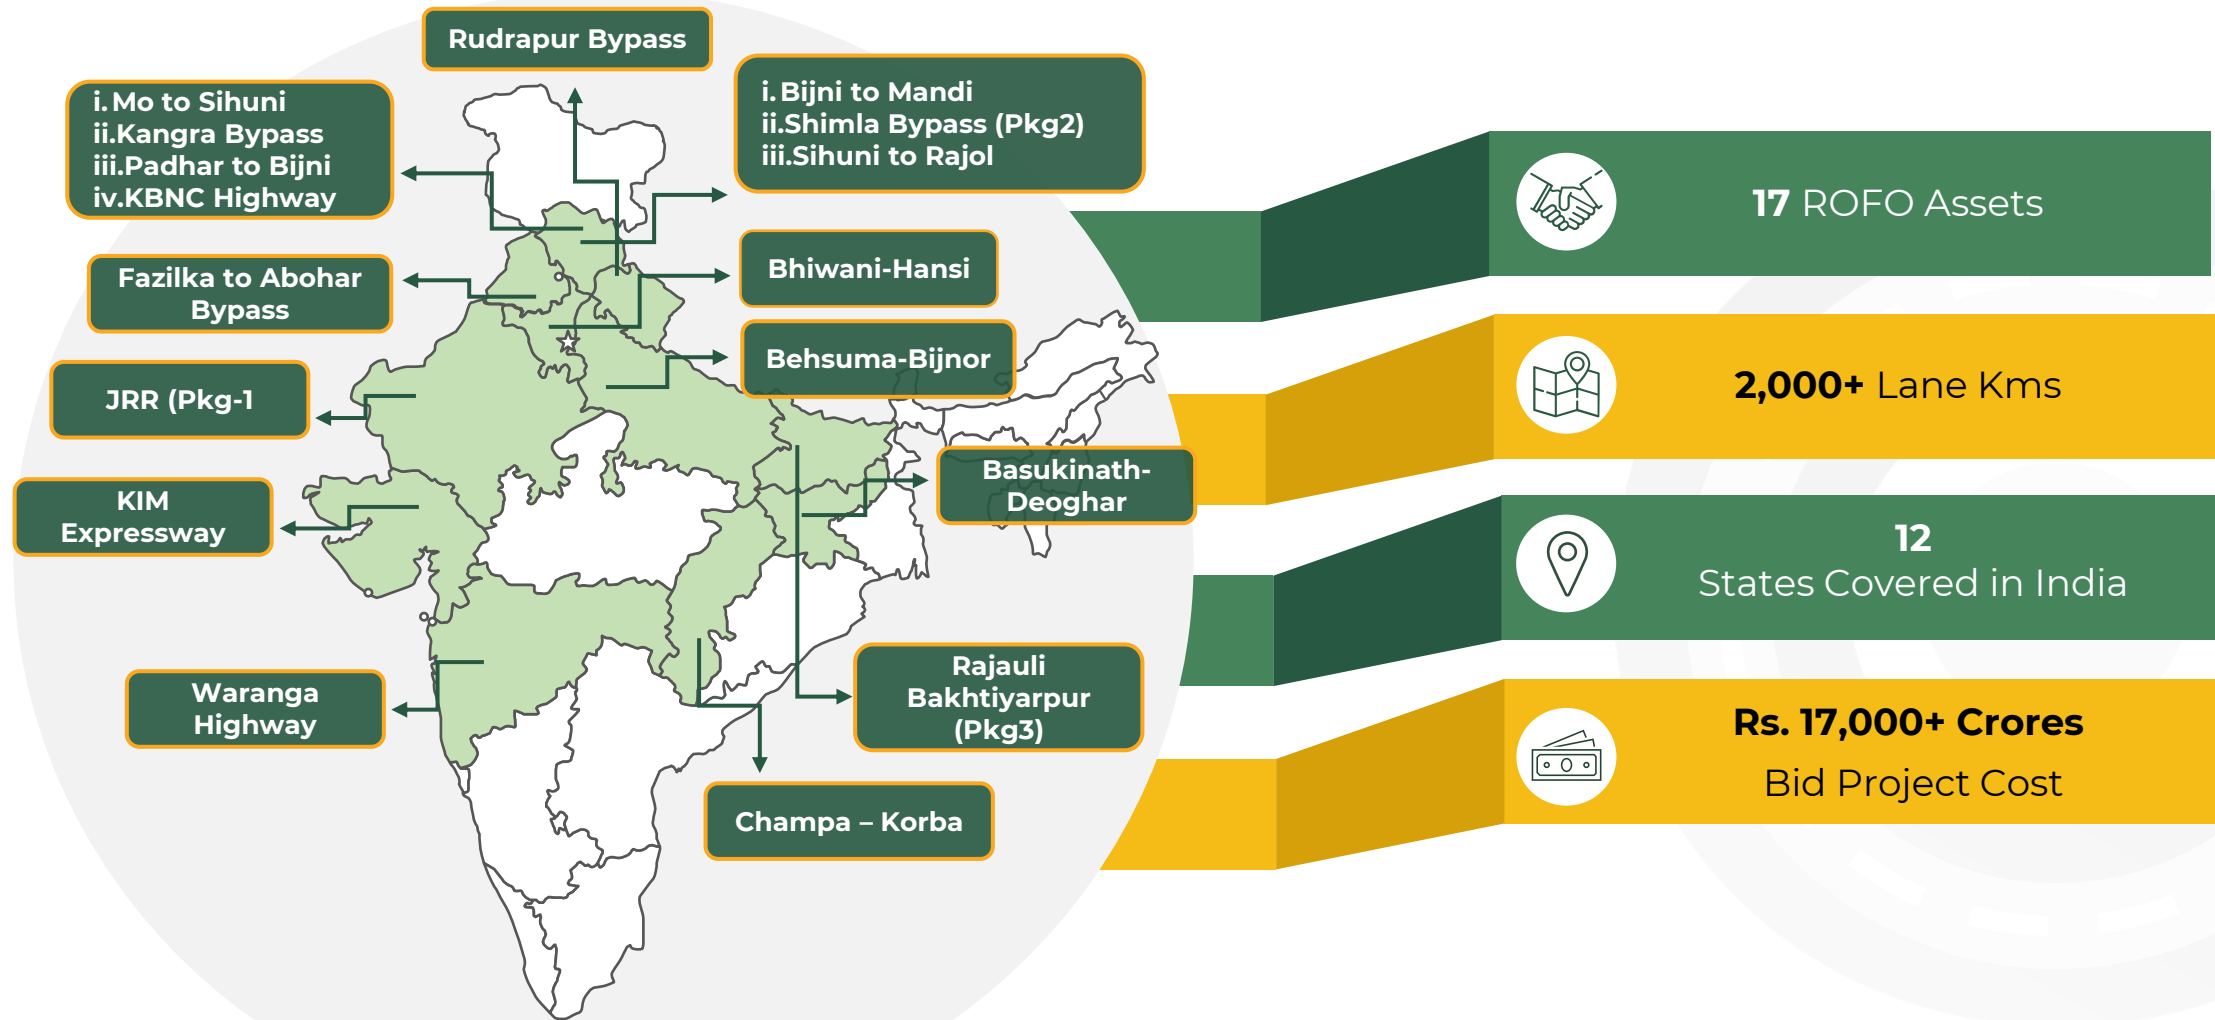 Rudrapur Bypass
i. Mo to Sihuni
ii.Kangra Bypass
iii.Padhar to Bijni
iv.KBNC Highway
i. Bijni to Mandi
ii.Shimla Bypass (Pkg2)
iii.Sihuni to Rajol
Fazilka to Abohar
Bypass
Bhiwani-Hansi
JRR (Pkg-1
Behsuma-Bijnor
KIM
Expressway
Basukinath-
Deoghar
Waranga
Highway
Rajauli
Bakhtiyarpur
(Pkg3)
Champa – Korba
17 ROFO Assets
2,000+ Lane Kms
12
States Covered in India
Rs. 17,000+ Crores
Bid Project Cost